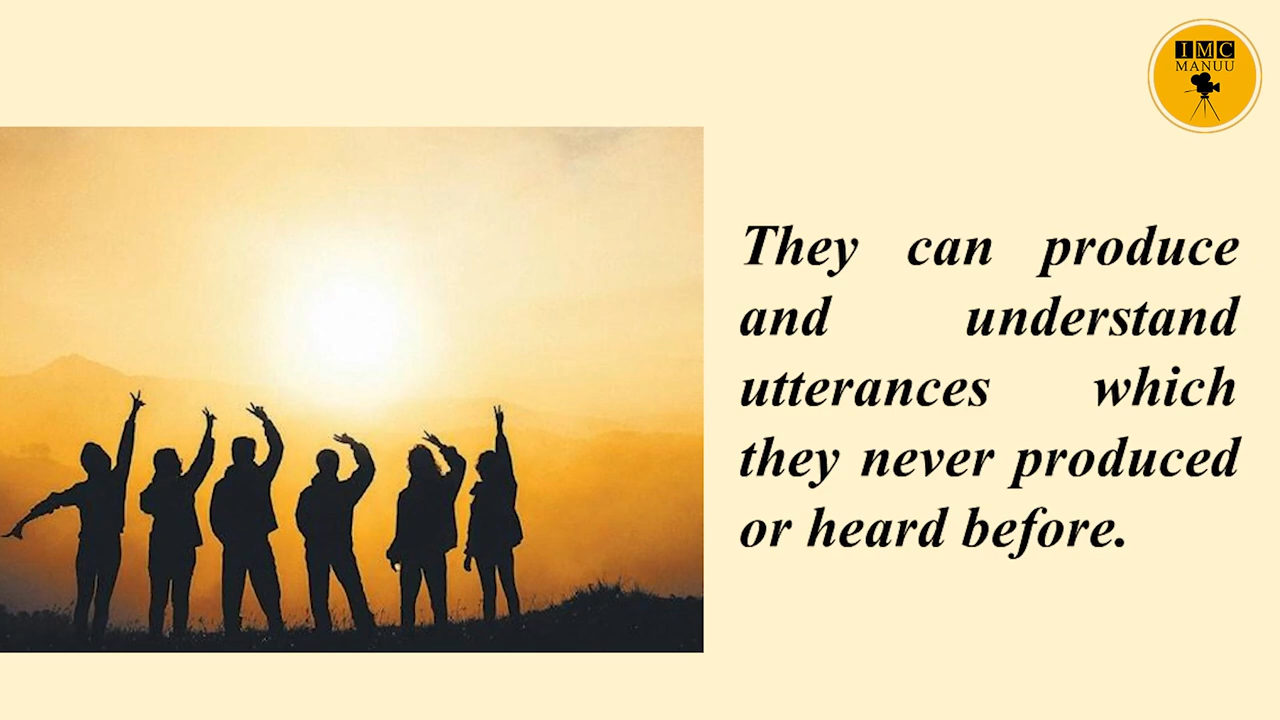 IMC
MANUU
They can produce
and understand
utterances which
they never produced
or heard before.